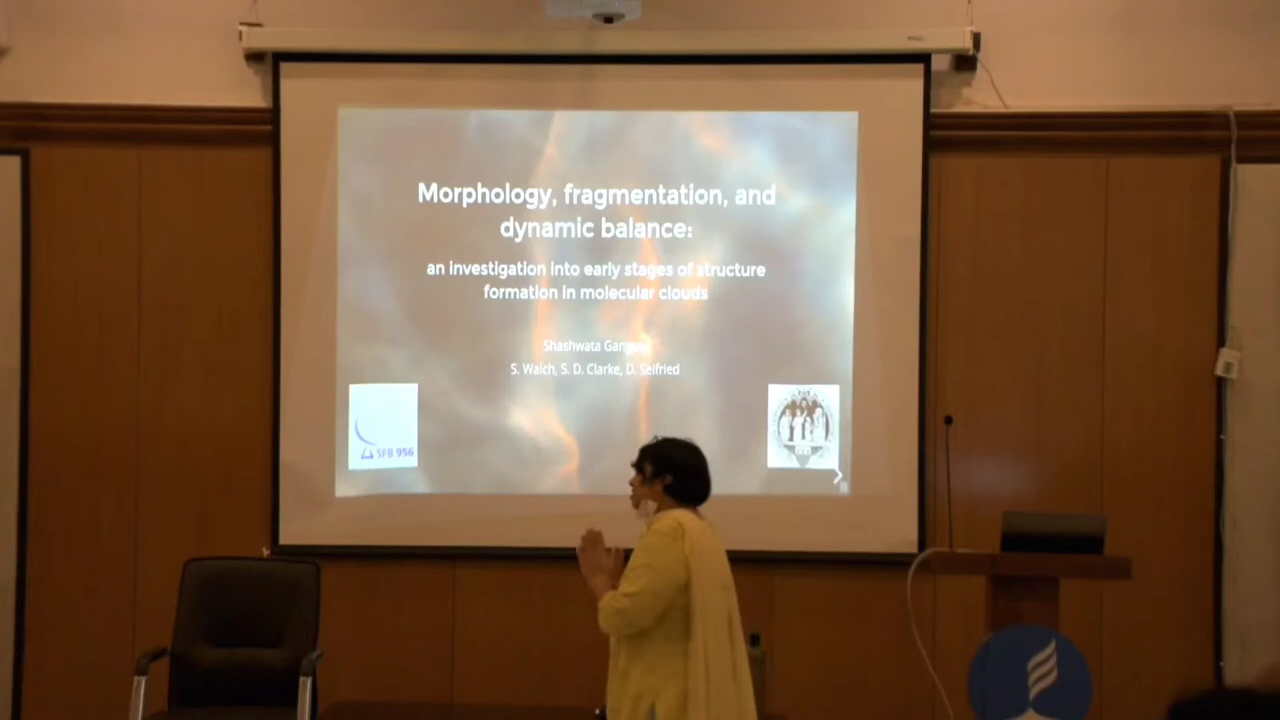 Morphology, fragmentation, and
dynamic balance:
an investigation into early stages of structure
formation in molecular clouds
Shashwata
S. Walch, S. D. Clarke, D. Seifried
SFB 956